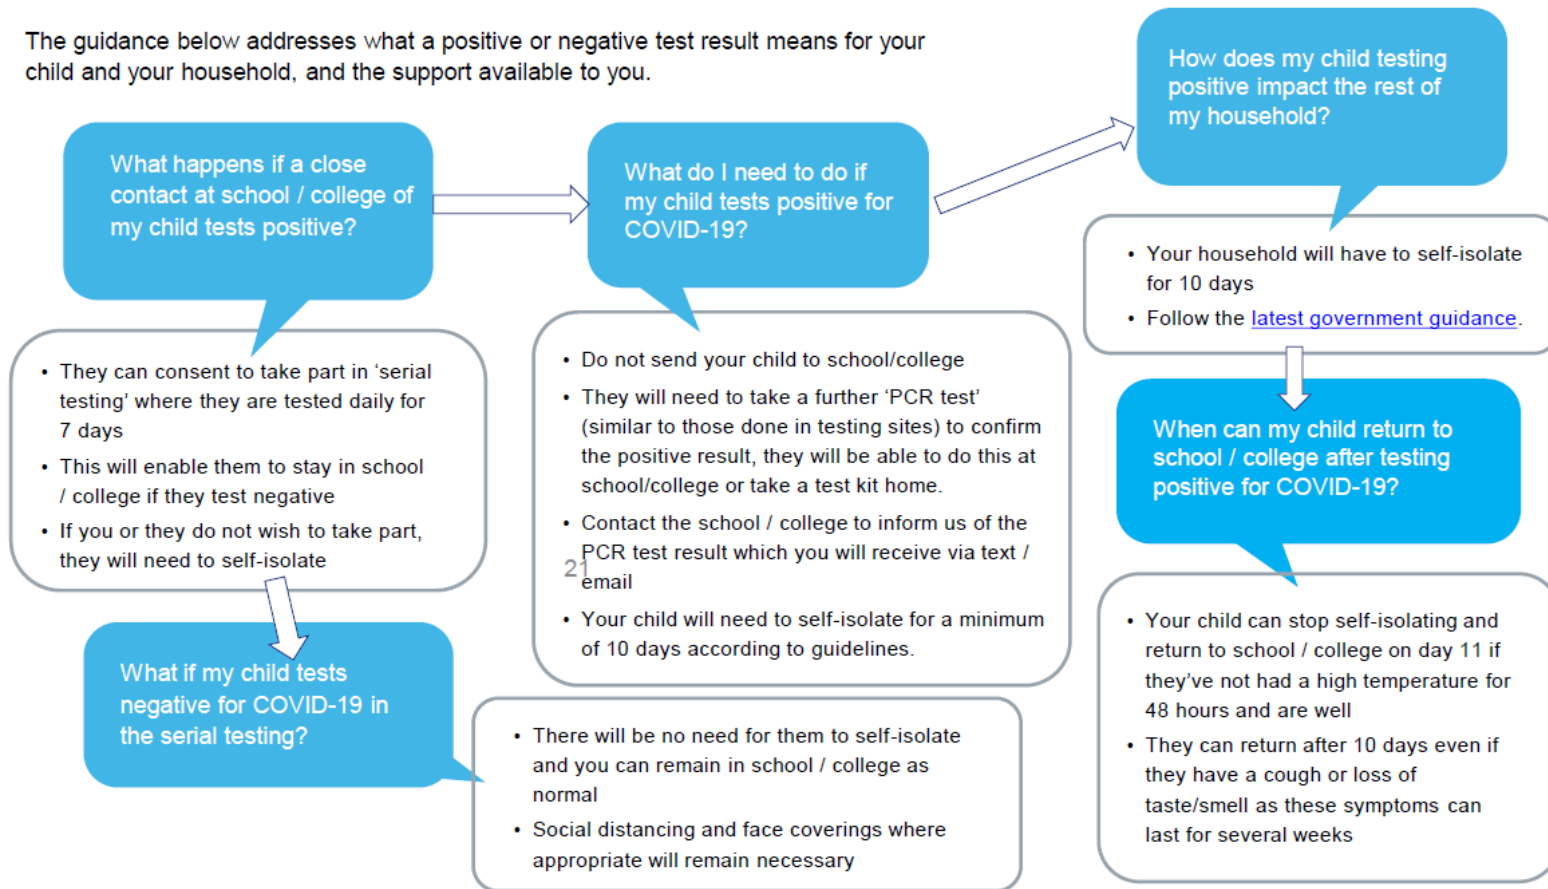 The guidance below addresses what a positive or negative test result means for your
child and your household, and the support available to you.
What happens if a close
contact at school / college of
my child tests positive?
• They can consent to take part in ‘serial
testing’ where they are tested daily for
7 days
• This will enable them to stay in school
/ college if they test negative
• If you or they do not wish to take part,
they will need to self-isolate
What if my child tests
negative for COVID-19 in
the serial testing?
• There will be no need for them to self-isolate
and you can remain in school / college as
normal
• Social distancing and face coverings where
appropriate will remain necessary
What do I need to do if
my child tests positive for
COVID-19?
• Do not send your child to school/college
• They will need to take a further ‘PCR test’
(similar to those done in testing sites) to confirm
the positive result, they will be able to do this at
school/college or take a test kit home.
• Contact the school / college to inform us of the
PCR test result which you will receive via text /
email
21
• Your child will need to self-isolate for a minimum
of 10 days according to guidelines.
How does my child testing
positive impact the rest of
my household?
• Your household will have to self-isolate
for 10 days
• Follow the latest government guidance.
When can my child return to
school / college after testing
positive for COVID-19?
• Your child can stop self-isolating and
return to school / college on day 11 if
they’ve not had a high temperature for
48 hours and are well
• They can return after 10 days even if
they have a cough or loss of
taste/smell as these symptoms can
last for several weeks